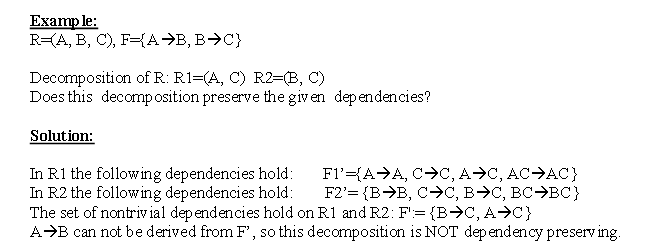 Example:
R=(A, B, C), F={A→B, B→C}
Decomposition of R: R1=(A, C) R2=(B, C)
Does this decomposition preserve the given dependencies?
Solution:
In R1 the following dependencies hold: F1'={A→A, C→C, A→C, AC→AC}
In R2 the following dependencies hold: F2'= {B→B, C→C, B→C, BC→BC}
The set of nontrivial dependencies hold on R1 and R2: F'= {B→C, A→C}
A→B can not be derived from F', so this decomposition is NOT dependency preserving.